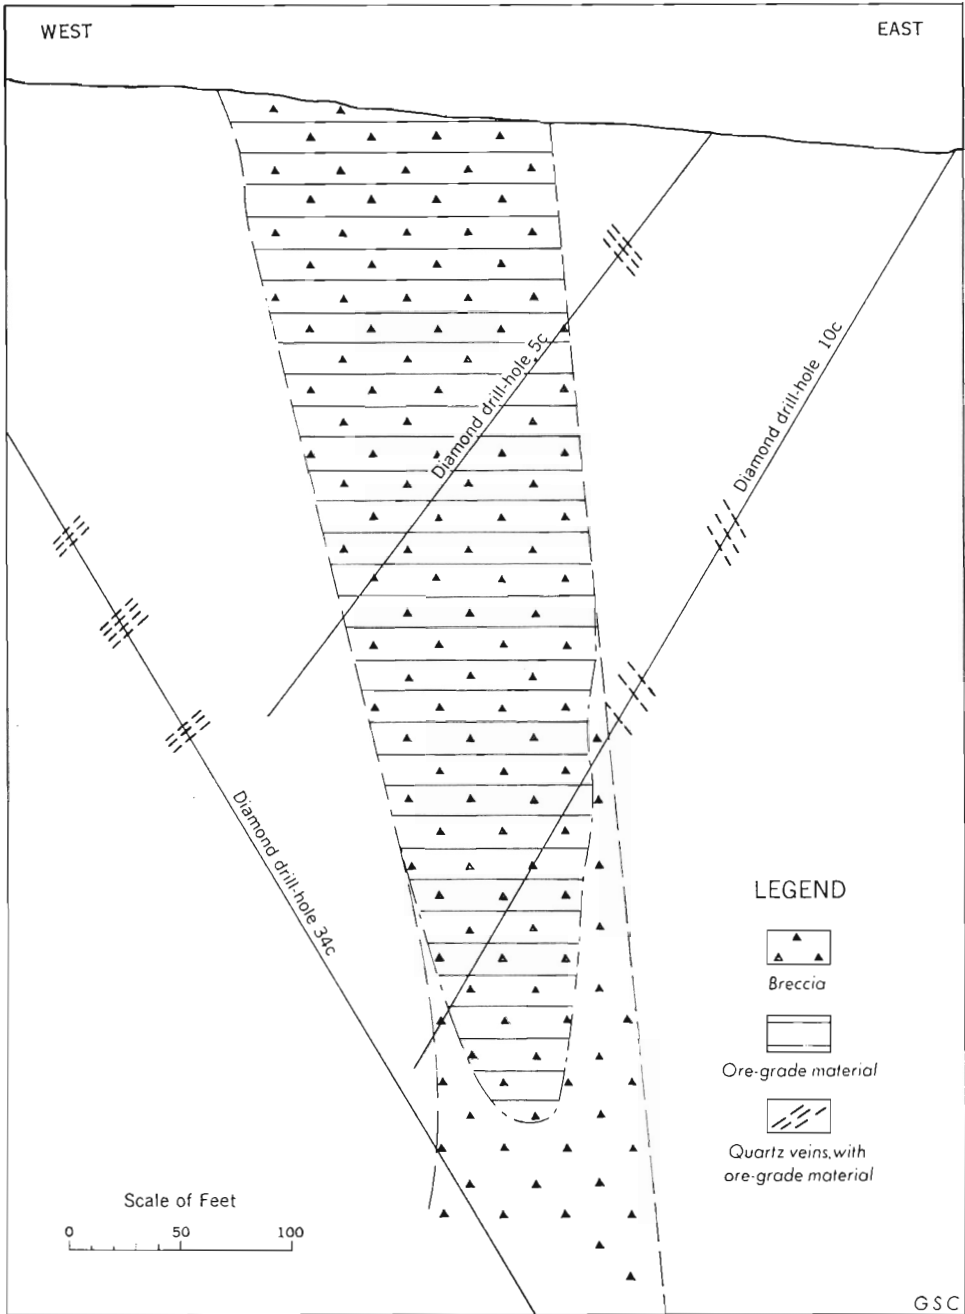 WEST
EAST
Diamond drill-hole 5c
Diamond drill-hole 10c
Diamond drill-hole 34c
LEGEND
Breccia
Ore-grade material
Quartz veins, with
ore-grade material
Scale of Feet
0 50 100
GSC